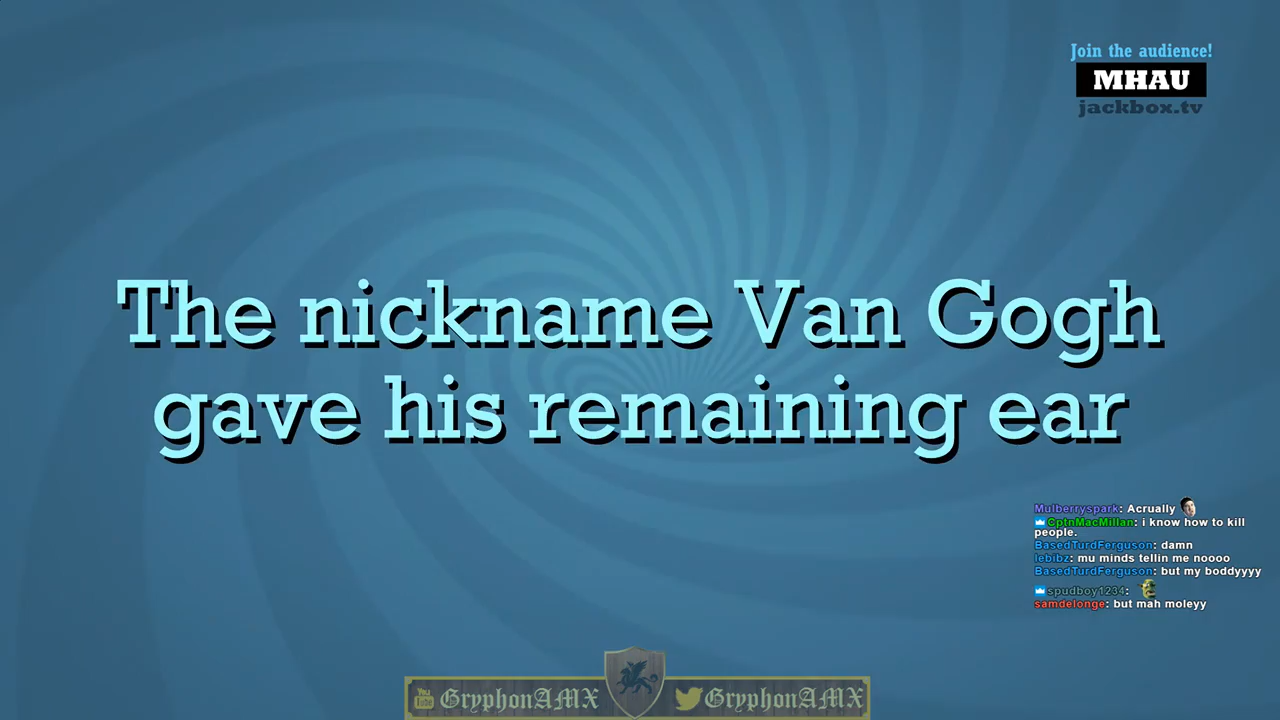 Join the audience!
MHAU
jackbox.tv
The nickname Van Gogh
gave his remaining ear
Mulberryspark: Acrually
CptnMacMillan: i know how to kill
people.
BasedTurdFerguson: damn
lebibz: mu minds tellin me noooo
BasedTurdFerguson: but my boddyyyy
spudboy1234:
samdelonge: but mah moleyy
You Tube GryphonAMX GryphonAMX